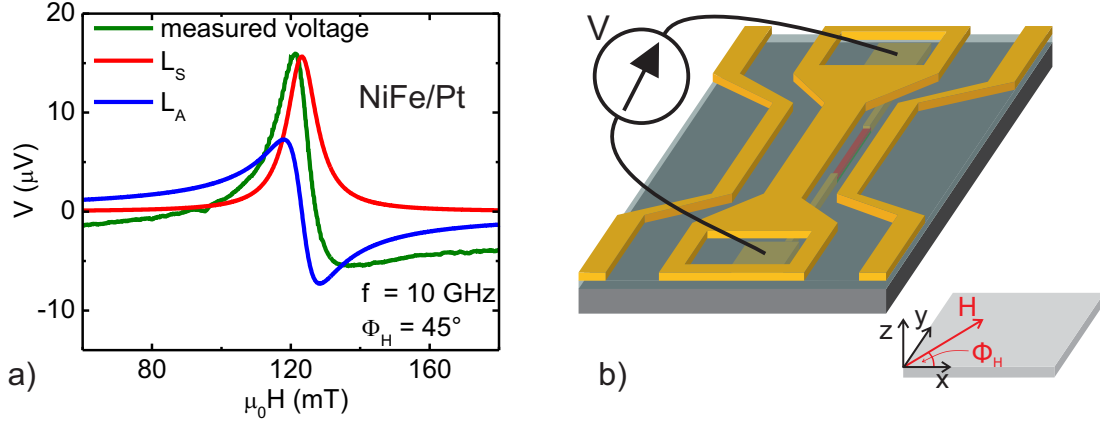 20
10
0
-10
V (μV)
measured voltage
L_S
L_A
NiFe/Pt
f = 10 GHz
Φ_H = 45°
80
120
160
μ₀H (mT)
a)
V
b)
z
y
x
H
Φ_H